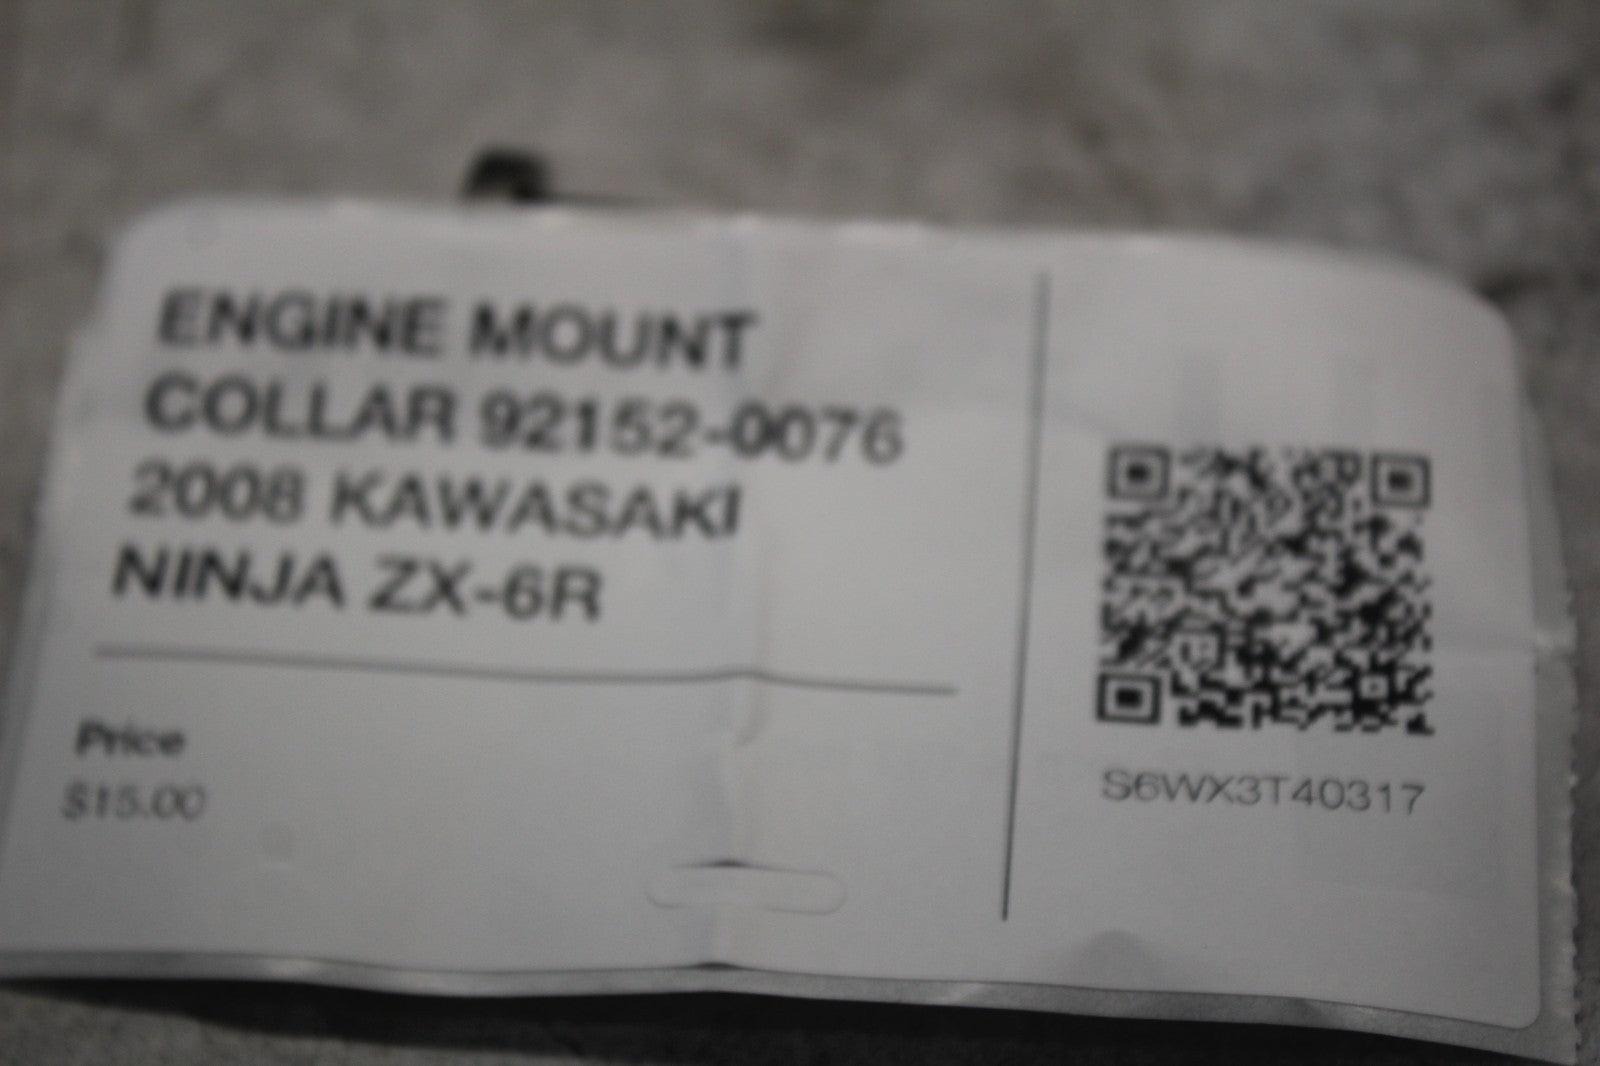 ENGINE MOUNT
COLLAR 92152-0076
2008 KAWASAKI
NINJA ZX-6R
Price
$15.00
S6WX3T40317